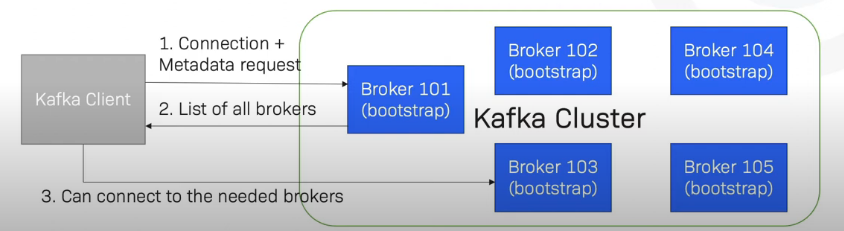 1. Connection +
Metadata request
Kafka Client
2. List of all brokers
3. Can connect to the needed brokers
Broker 101
(bootstrap)
Broker 102
(bootstrap)
Broker 104
(bootstrap)
Kafka Cluster
Broker 103
(bootstrap)
Broker 105
(bootstrap)